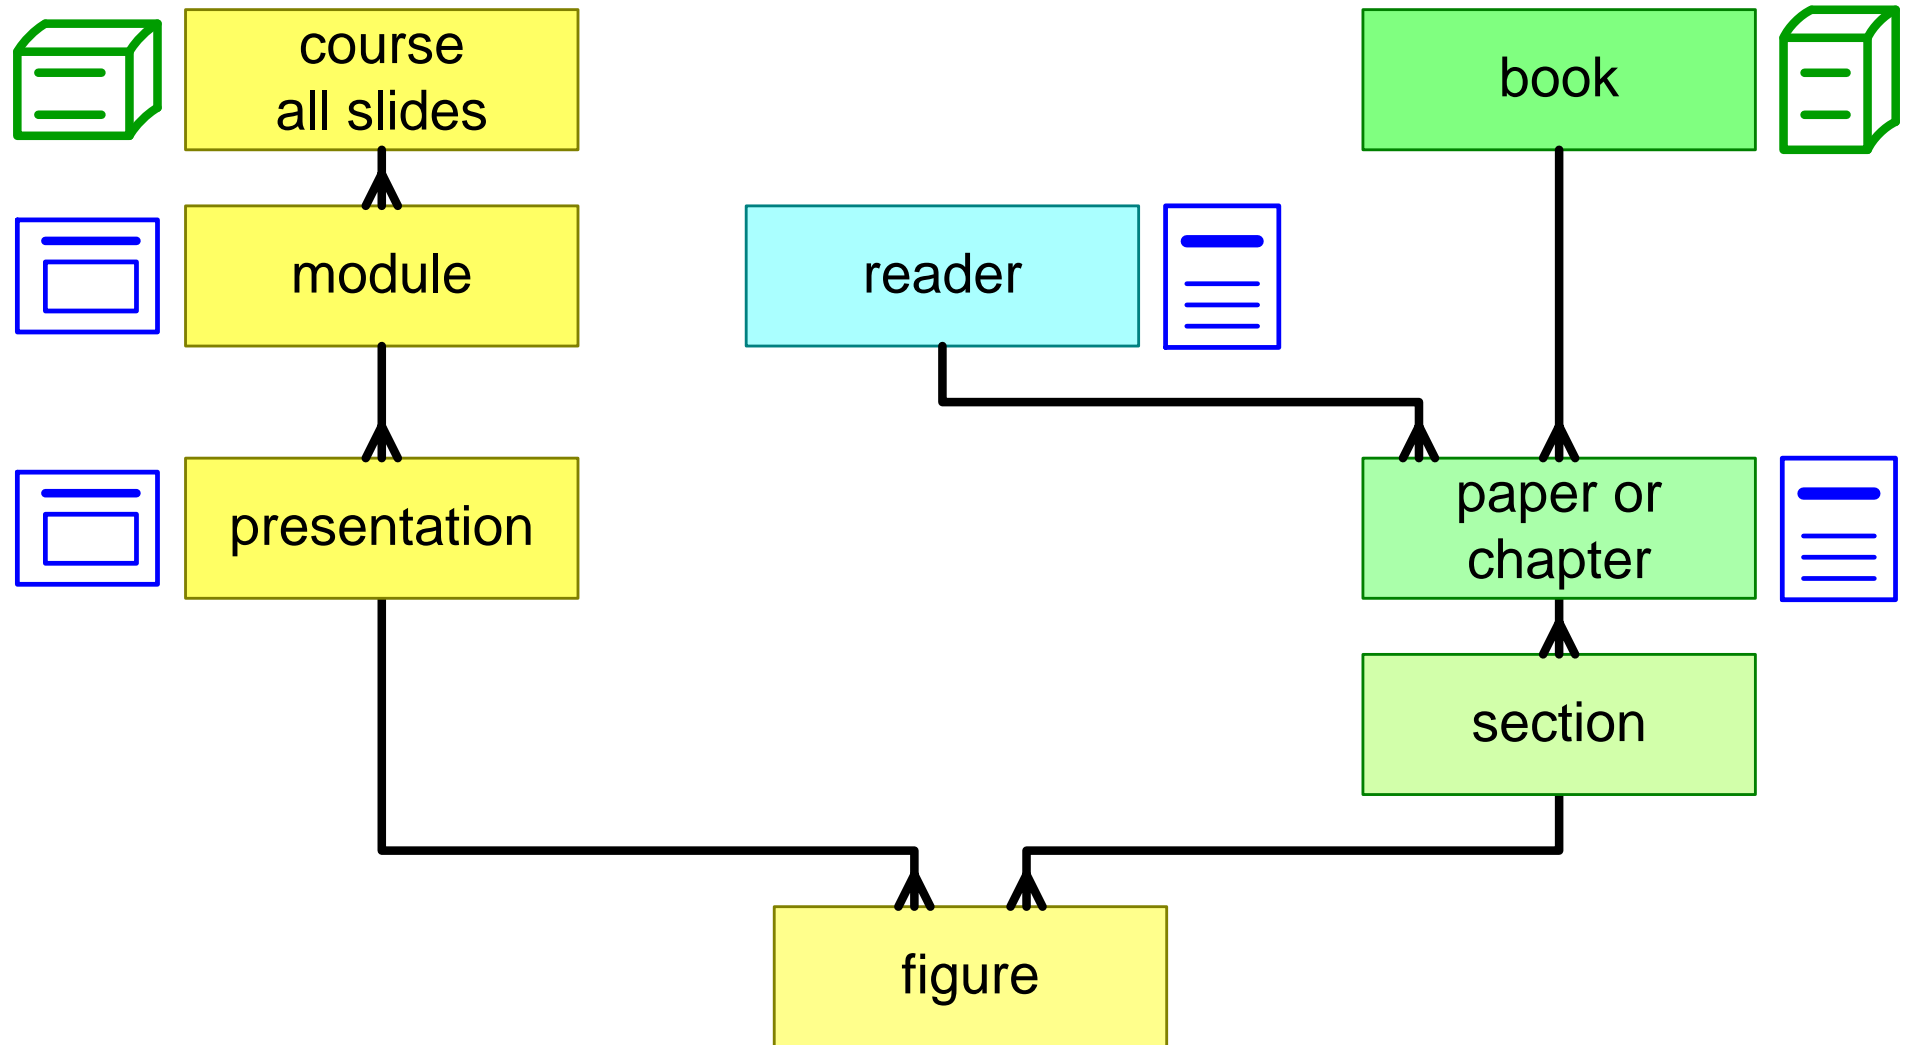 course
all slides
book
module
reader
presentation
paper or
chapter
section
figure